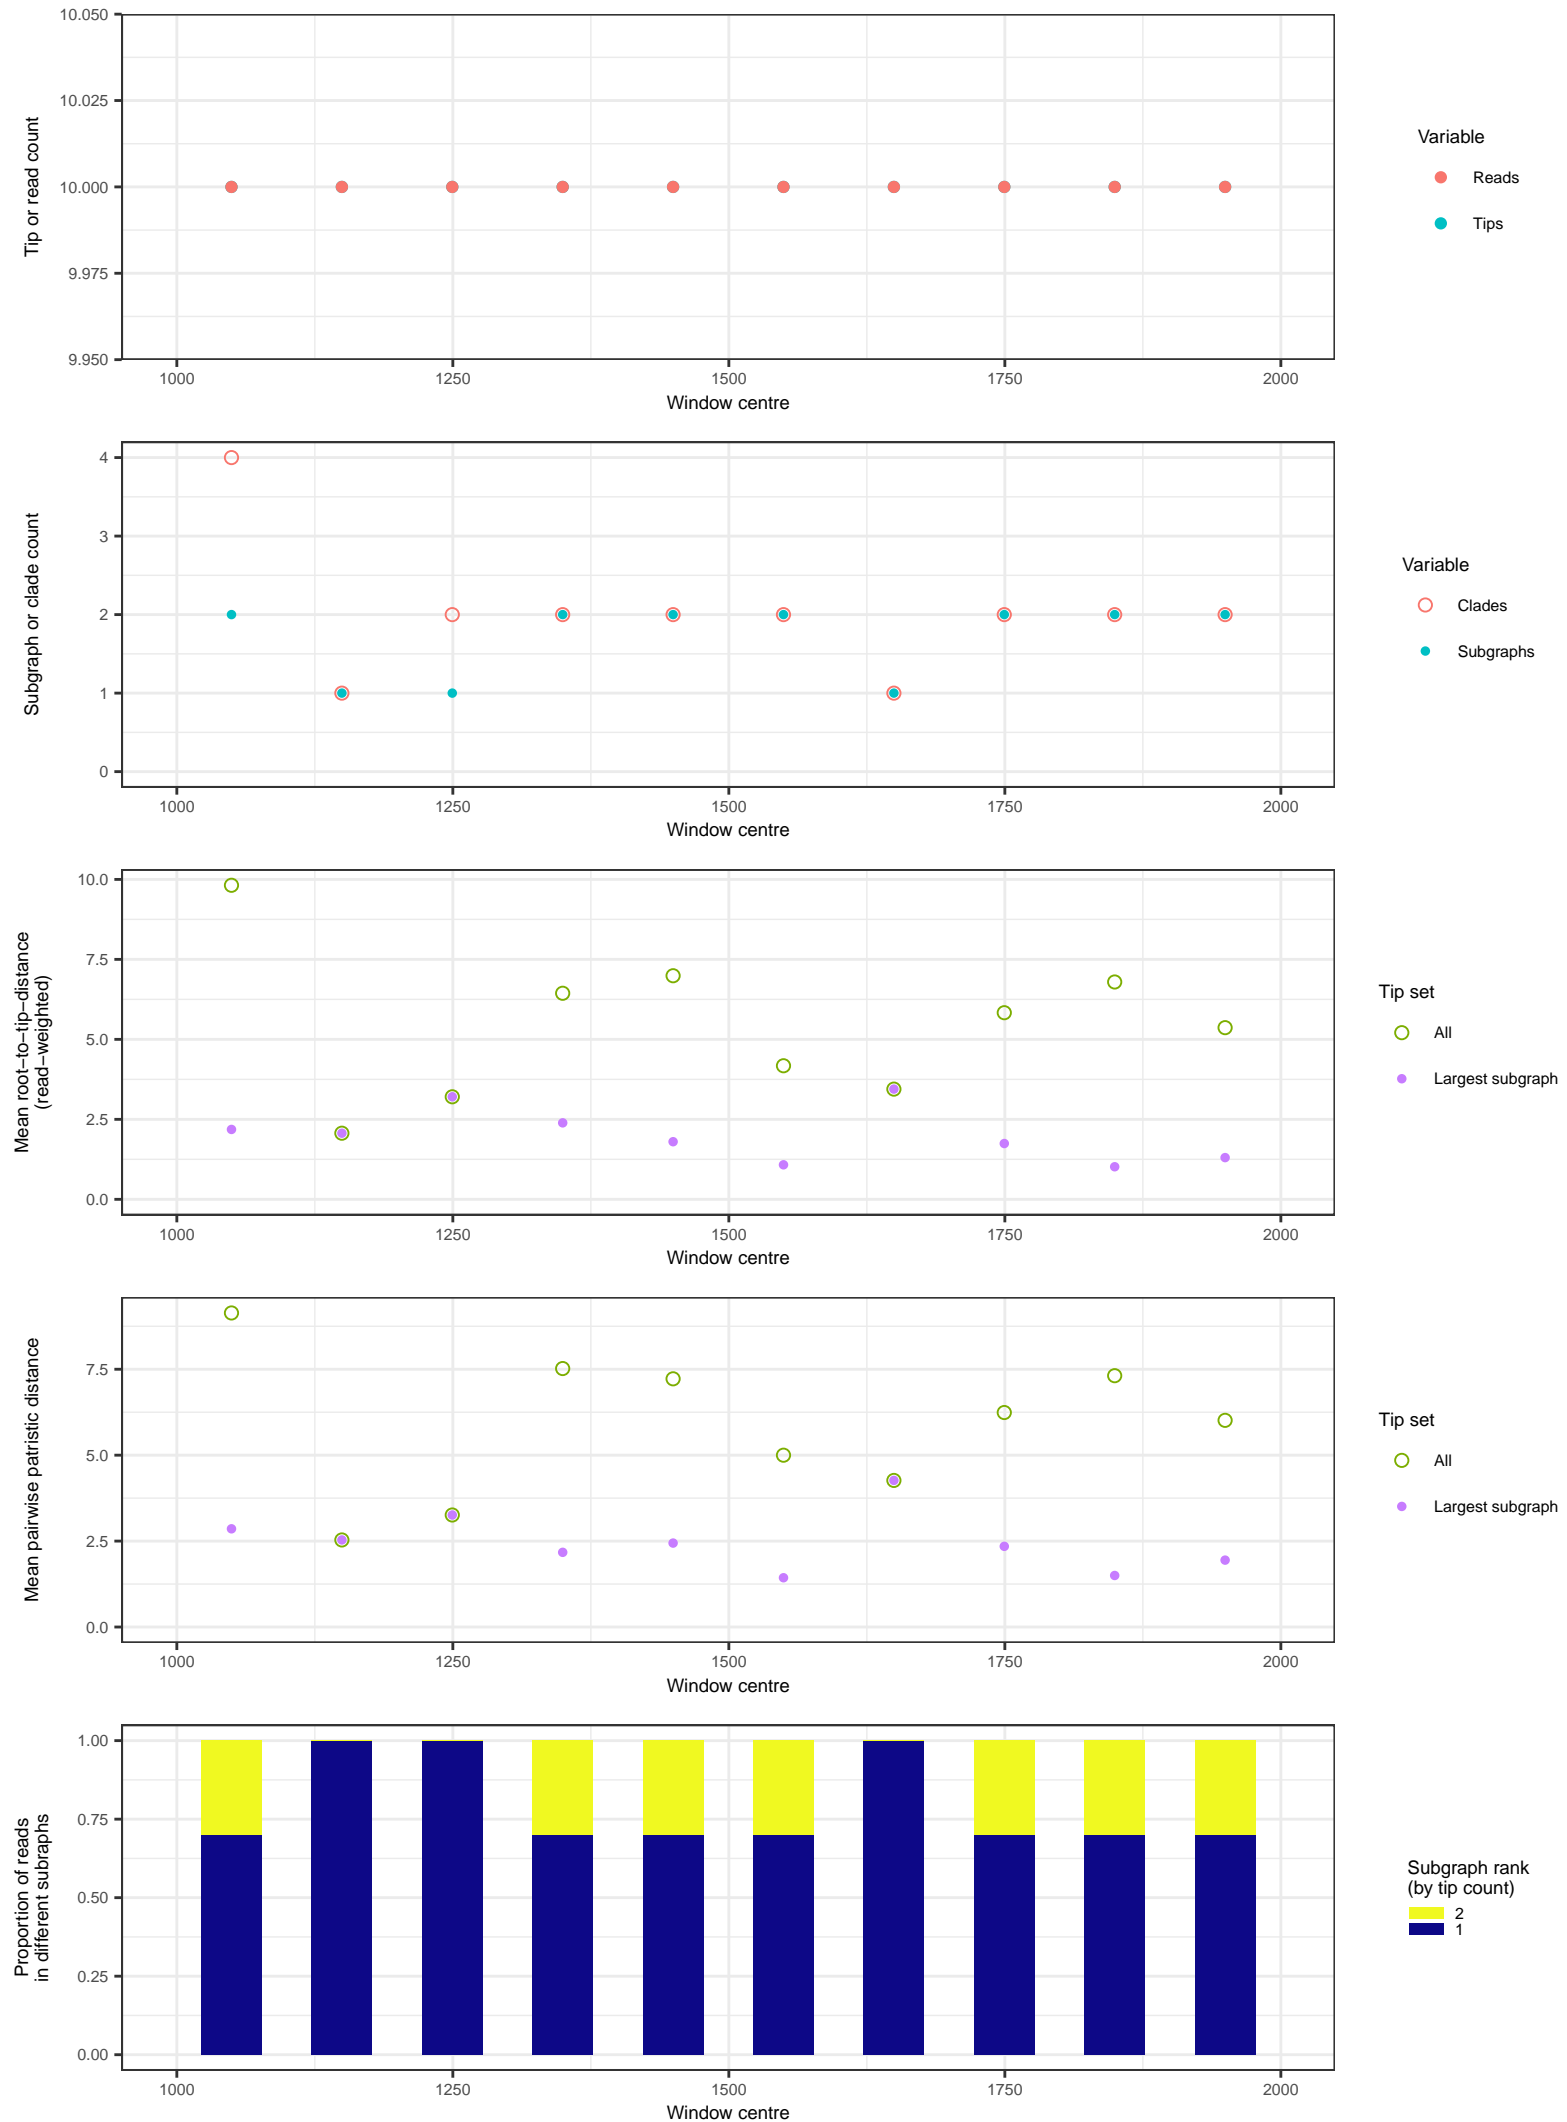 10.050
10.025
10.000
9.975
9.950
Tip or read count
1000 1250 1500 1750 2000
Window centre
Variable
Reads
Tips
4
3
2
1
0
Subgraph or clade count
1000 1250 1500 1750 2000
Window centre
Variable
Clades
Subgraphs
10.0
7.5
5.0
2.5
0.0
Mean root−to−tip−distance
(read−weighted)
1000 1250 1500 1750 2000
Window centre
Tip set
All
Largest subgraph
7.5
5.0
2.5
0.0
Mean pairwise patristic distance
1000 1250 1500 1750 2000
Window centre
Tip set
All
Largest subgraph
1.00
0.75
0.50
0.25
0.00
Proportion of reads
in different subraphs
1000 1250 1500 1750 2000
Window centre
Subgraph rank
(by tip count)
2
1